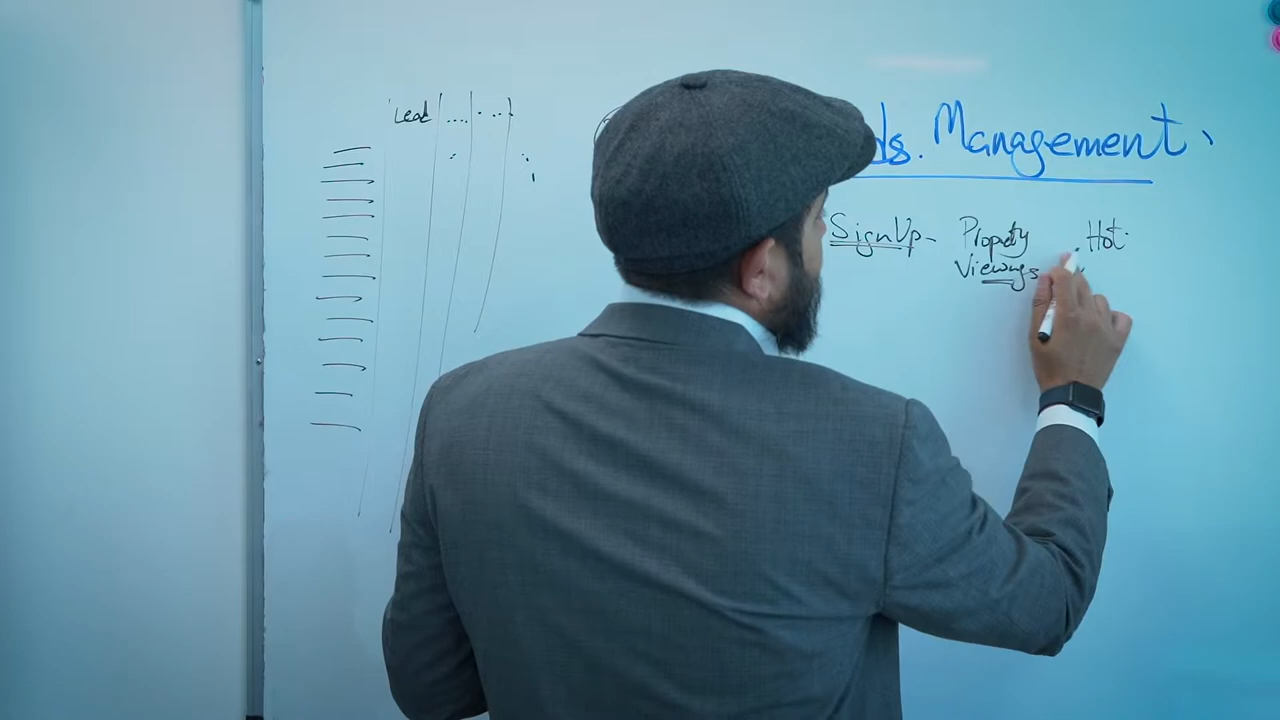 Lead .... ....
ds. Management
SignUp- Property Hot
Viewings